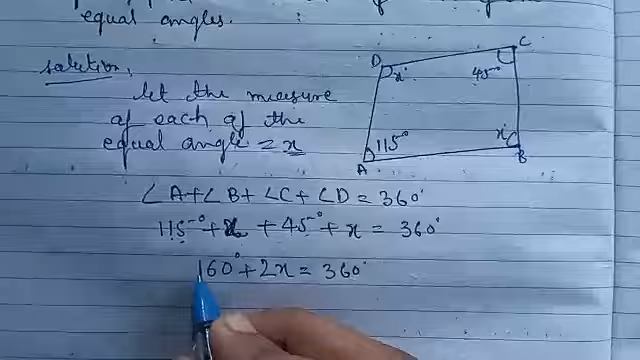 equal angles.
Solution,
let the measure
of each of the
equal angle = x
D
C
x°
45°
115°
x°
A
B
∠A+∠B+∠C+∠D=360°
115°+x+45°+x=360°
160°+2x=360°